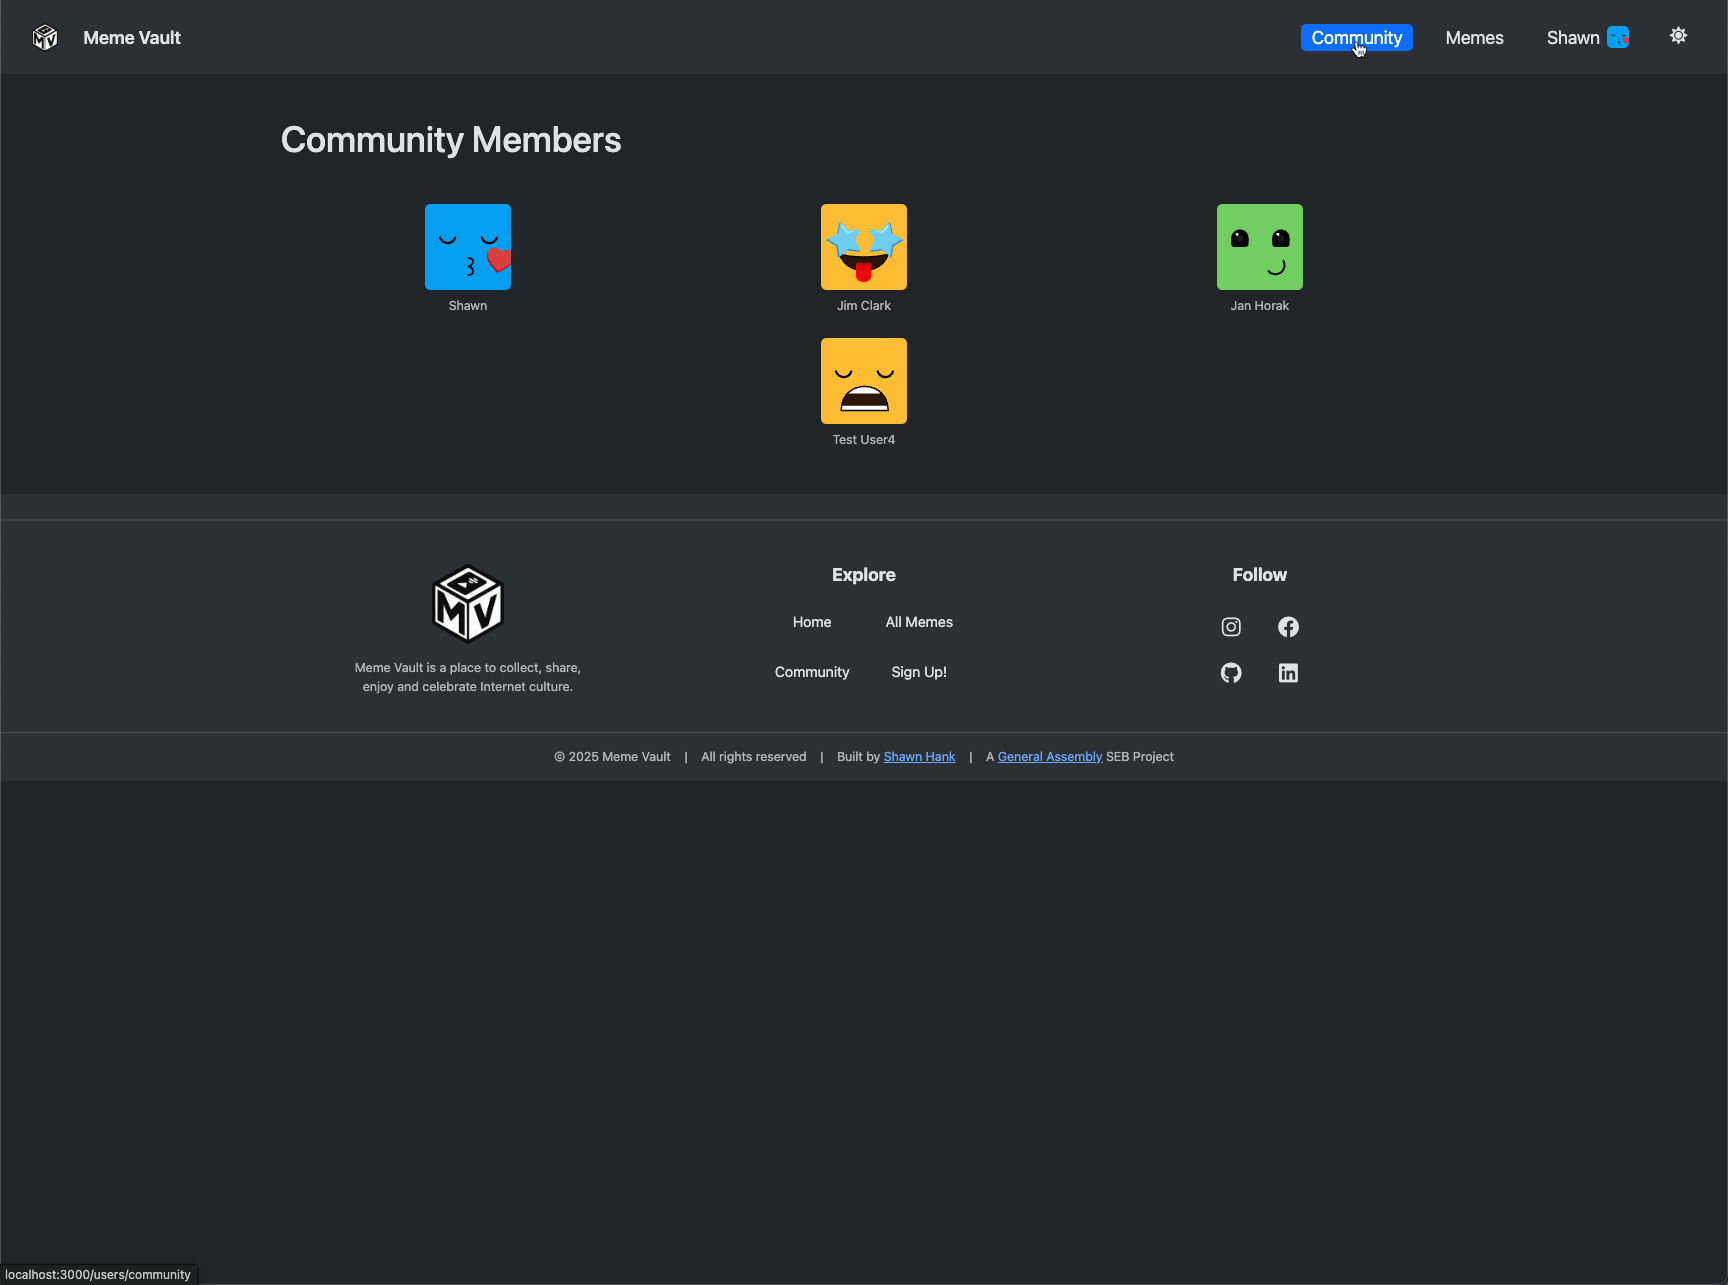 MV
Meme Vault
Community
Memes
Shawn
Community Members
Shawn
Jim Clark
Jan Horak
Test User4
MV
Meme Vault is a place to collect, share,
enjoy and celebrate Internet culture.
Explore
Home
All Memes
Community
Sign Up!
Follow
in
© 2025 Meme Vault | All rights reserved | Built by Shawn Hank | A General Assembly SEB Project
localhost:3000/users/community